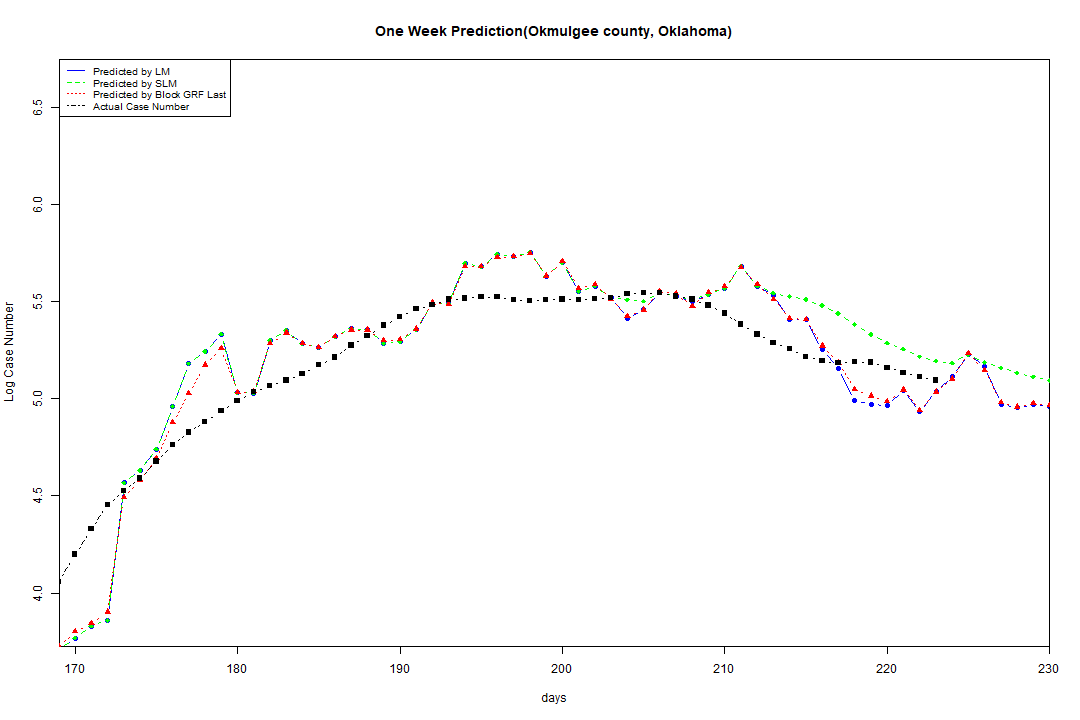 One Week Prediction(Okmulgee county, Oklahoma)
Predicted by LM
Predicted by SLM
Predicted by Block GRF Last
Actual Case Number
Log Case Number
6.5
6.0
5.5
5.0
4.5
4.0
170 180 190 200 210 220 230
days